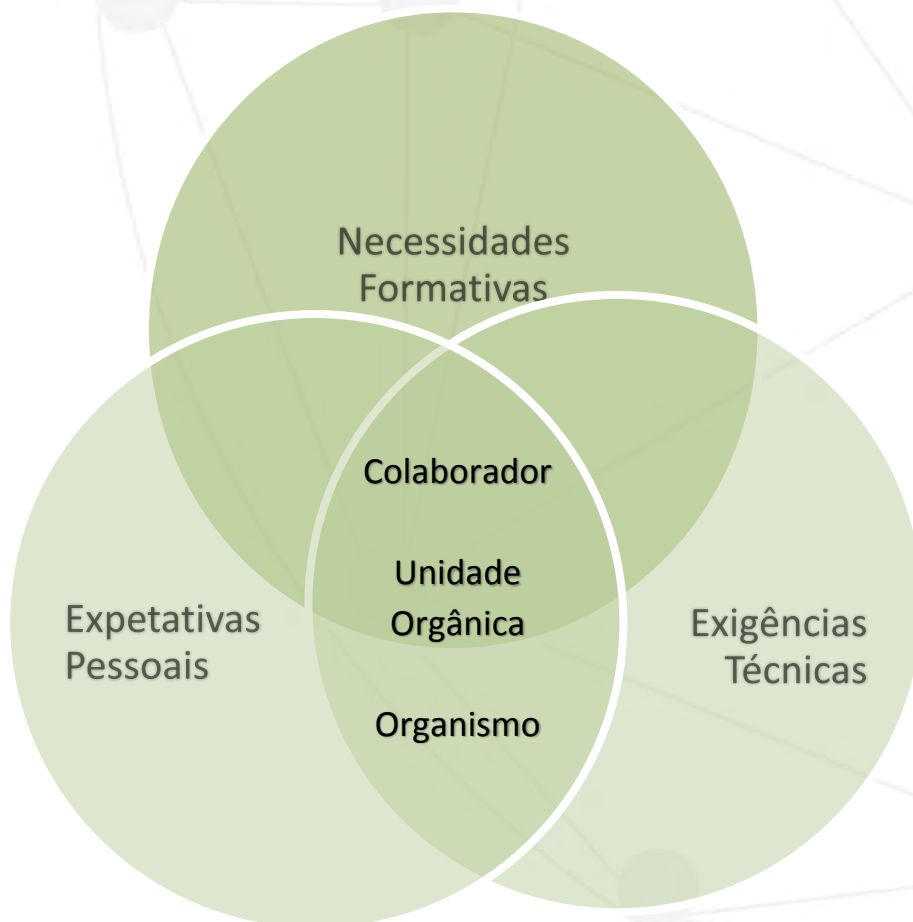 Necessidades
Formativas
Colaborador
Unidade
Orgânica
Expetativas
Pessoais
Exigências
Técnicas
Organismo